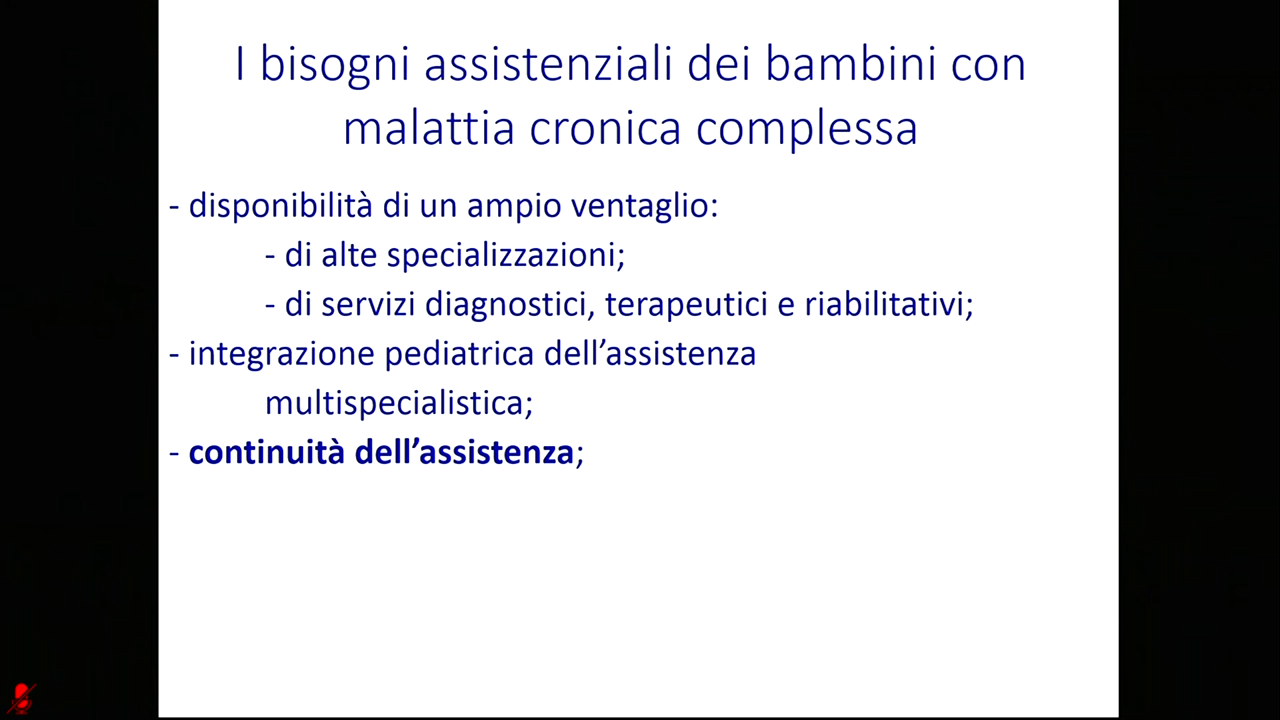 I bisogni assistenziali dei bambini con
malattia cronica complessa
- disponibilità di un ampio ventaglio:
- di alte specializzazioni;
- di servizi diagnostici, terapeutici e riabilitativi;
- integrazione pediatrica dell’assistenza
multispecialistica;
- continuità dell’assistenza;